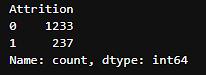 Attrition
0    1233
1     237
Name: count, dtype: int64